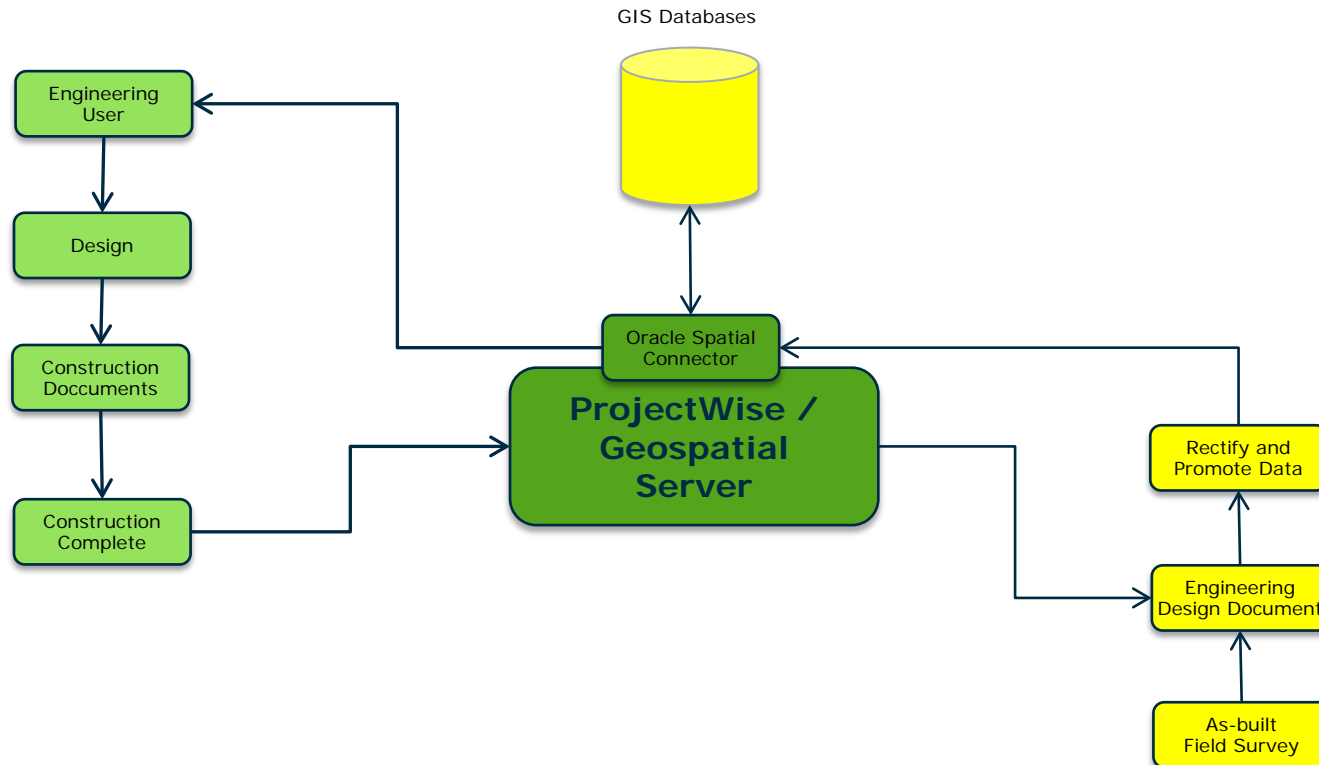 GIS Databases
Engineering
User
Design
Construction
Doccuments
Construction
Complete
Oracle Spatial
Connector
ProjectWise /
Geospatial
Server
Rectify and
Promote Data
Engineering
Design Document
As-built
Field Survey